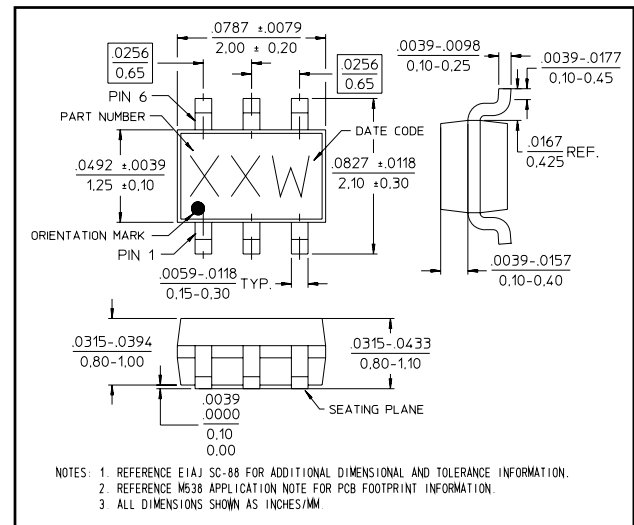 .0787 ±.0079
2,00 ± 0,20
.0256
0,65
.0256
0,65
.0039-.0098
0,10-0,25
.0039-.0177
0,10-0,45
PIN 6
PART NUMBER
DATE CODE
.0492 ±.0039
1,25 ±0,10
XXW
.0827 ±.0118
2,10 ±0,30
.0167
0,425 REF.
ORIENTATION MARK
PIN 1
.0059-.0118
0,15-0,30 TYP.
.0039-.0157
0,10-0,40
.0315-.0394
0,80-1,00
.0315-.0433
0,80-1,10
.0039
.0000
0,10
0,00
SEATING PLANE
NOTES: 1. REFERENCE EIAJ SC-88 FOR ADDITIONAL DIMENSIONAL AND TOLERANCE INFORMATION.
2. REFERENCE M538 APPLICATION NOTE FOR PCB FOOTPRINT INFORMATION.
3. ALL DIMENSIONS SHOWN AS INCHES/MM.